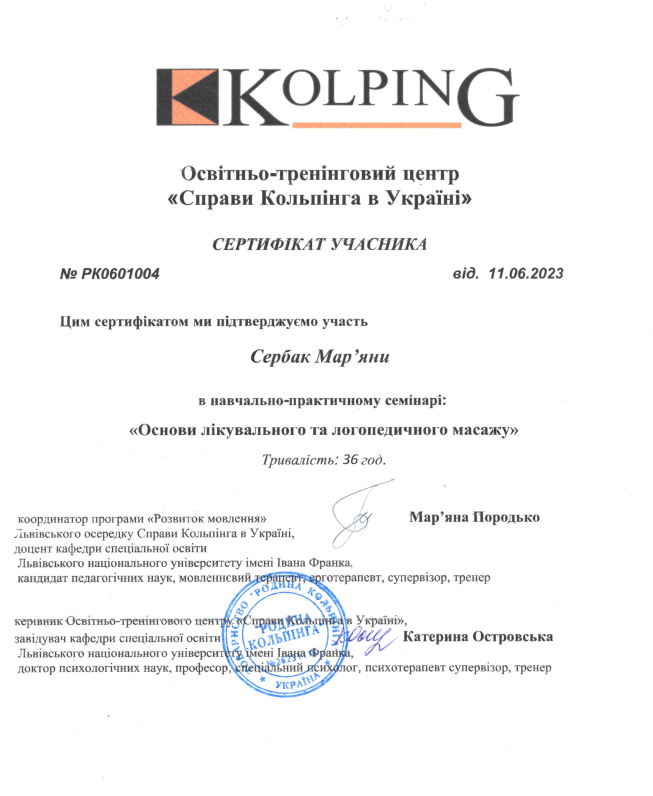 KOLPING
Освітньо-тренінговий центр
«Справи Кольпінга в Україні»
СЕРТИФІКАТ УЧАСНИКА
№ РК0601004 від. 11.06.2023
Цим сертифікатом ми підтверджуємо участь
Сербак Мар’яни
в навчально-практичному семінарі:
«Основи лікувального та логопедичного масажу»
Тривалість: 36 год.
координатор програми «Розвиток мовлення» Мар’яна Породько
Львівського осередку Справи Кольпінга в Україні,
доцент кафедри спеціальної освіти
Львівського національного університету імені Івана Франка,
кандидат педагогічних наук, мовленнєвий терапевт, ерготерапевт, супервізор, тренер
керівник Освітньо-тренінгового центру «Справи Кольпінга в Україні»,
завідувач кафедри спеціальної освіти Катерина Островська
Львівського національного університету імені Івана Франка,
доктор психологічних наук, професор, спеціальний психолог, психотерапевт супервізор, тренер
ТОВАРИСТВО "РОДИНА КОЛЬПІНГА"
"РОДИНА
КОЛЬПІНГА
* УКРАЇНА *